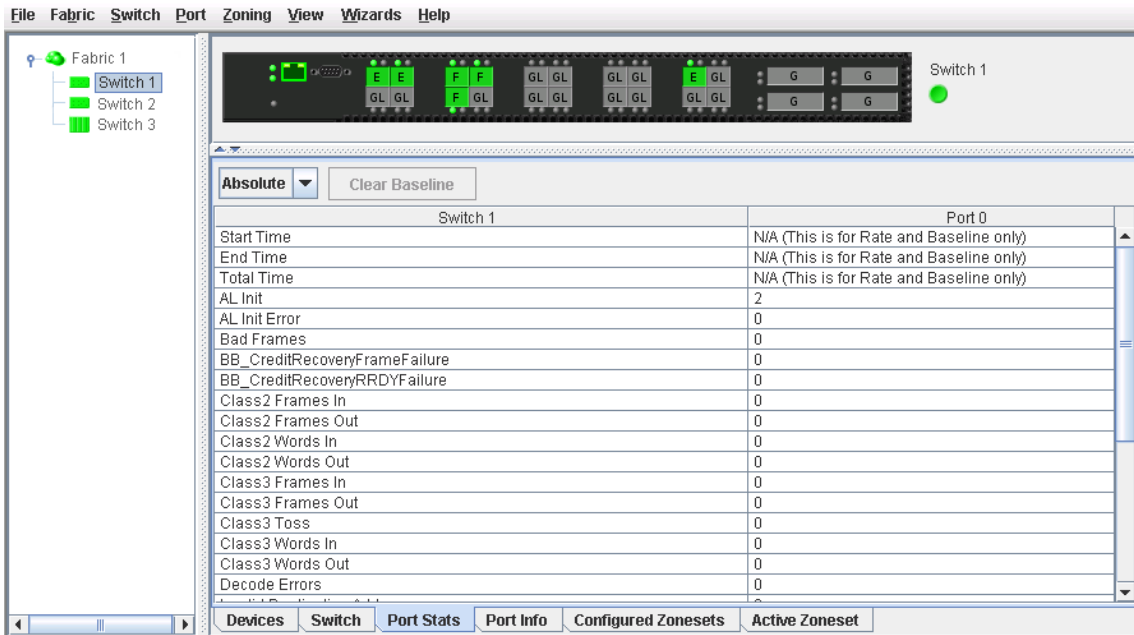 File Fabric Switch Port Zoning View Wizards Help
Fabric 1
Switch 1
Switch 2
Switch 3
E E F F GL GL GL GL E GL G G
GL GL F GL GL GL GL GL GL GL G G
Switch 1
Absolute Clear Baseline
Switch 1 Port 0
Start Time N/A (This is for Rate and Baseline only)
End Time N/A (This is for Rate and Baseline only)
Total Time N/A (This is for Rate and Baseline only)
AL Init 2
AL Init Error 0
Bad Frames 0
BB_CreditRecoveryFrameFailure 0
BB_CreditRecoveryRRDYFailure 0
Class2 Frames In 0
Class2 Frames Out 0
Class2 Words In 0
Class2 Words Out 0
Class3 Frames In 0
Class3 Frames Out 0
Class3 Toss 0
Class3 Words In 0
Class3 Words Out 0
Decode Errors 0
Devices Switch Port Stats Port Info Configured Zonesets Active Zoneset